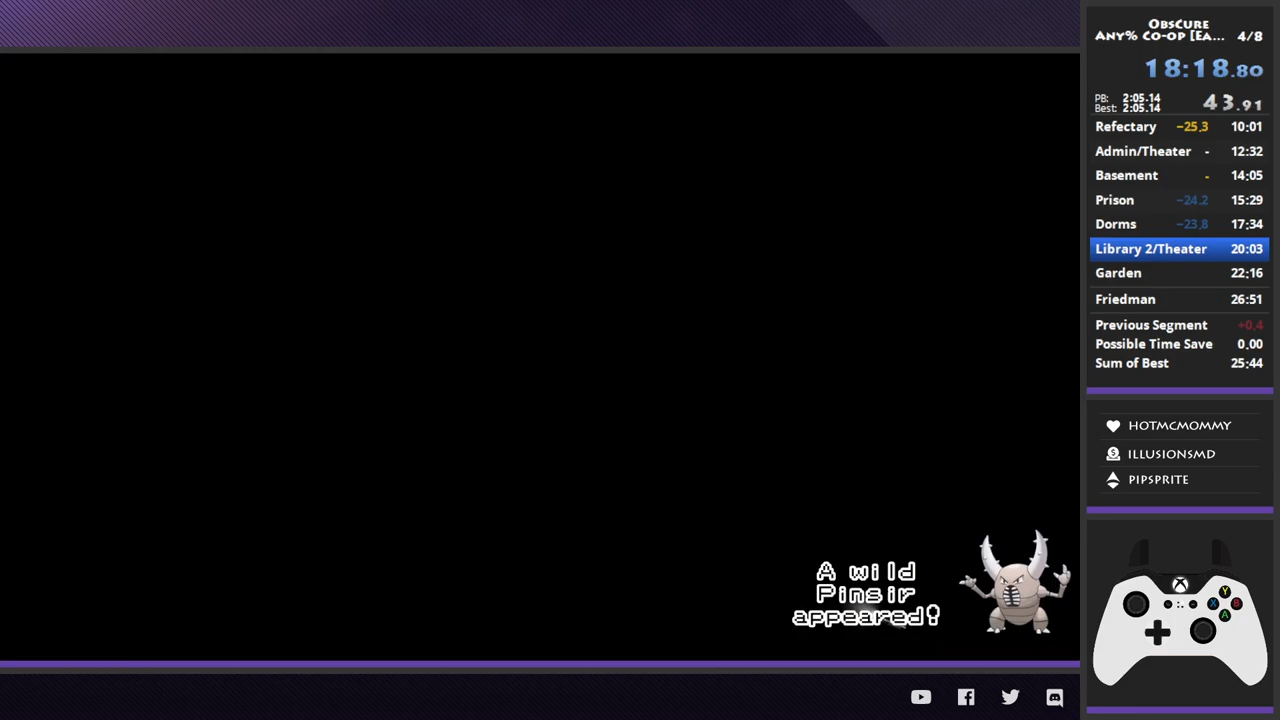 ObsCure
Any% Co-op [Ea... 4/8
18:18.80
PB: 2:05.14
Best: 2:05.14
43.91
Refectary -25.3 10:01
Admin/Theater - 12:32
Basement - 14:05
Prison -24.2 15:29
Dorms -23.8 17:34
Library 2/Theater 20:03
Garden 22:16
Friedman 26:51
Previous Segment +0.4
Possible Time Save 0.00
Sum of Best 25:44
HOTMCMOMMY
ILLUSIONSMD
PIPSPRITE
A wild
Pinsir
appeared!
Y
X B
A